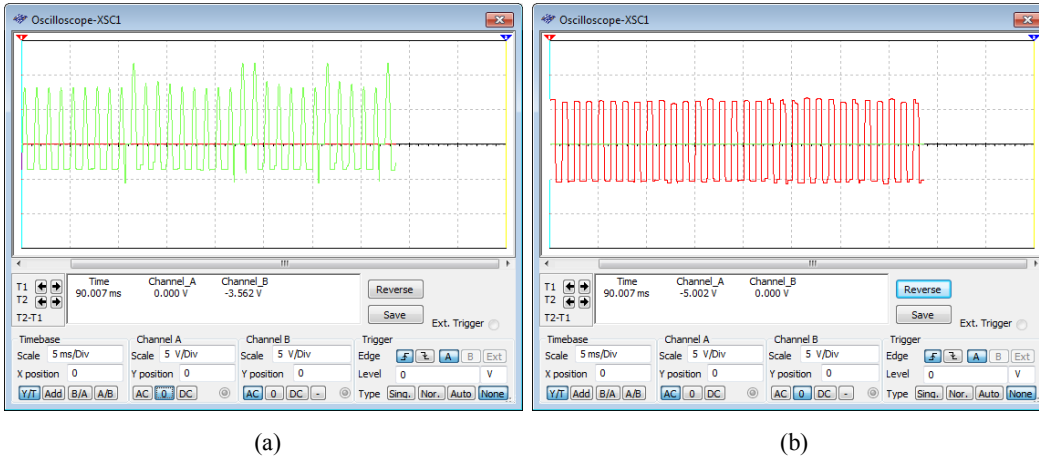 Oscilloscope-XSC1
Time Channel_A Channel_B
T1 90.007 ms 0.000 V -3.562 V
T2
T2-T1
Reverse
Save
Ext. Trigger
Timebase Channel A Channel B Trigger
Scale 5 ms/Div Scale 5 V/Div Scale 5 V/Div Edge A B Ext
X position 0 Y position 0 Y position 0 Level 0 V
Y/T Add B/A A/B AC 0 DC AC 0 DC - Type Sing. Nor. Auto None
(a)
Oscilloscope-XSC1
Time Channel_A Channel_B
T1 90.007 ms -5.002 V 0.000 V
T2
T2-T1
Reverse
Save
Ext. Trigger
Timebase Channel A Channel B Trigger
Scale 5 ms/Div Scale 5 V/Div Scale 5 V/Div Edge A B Ext
X position 0 Y position 0 Y position 0 Level 0 V
Y/T Add B/A A/B AC 0 DC AC 0 DC - Type Sing. Nor. Auto None
(b)